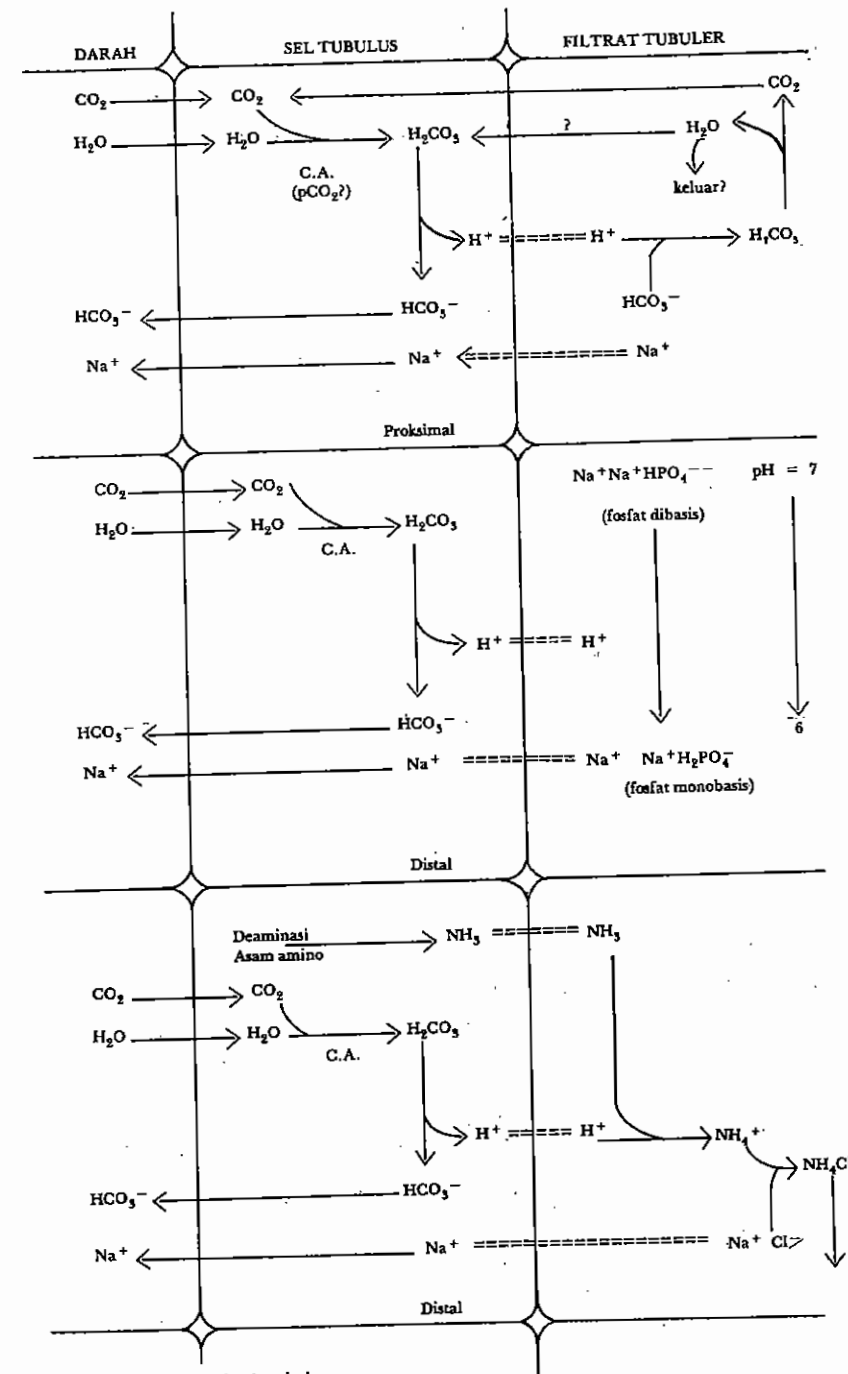 DARAH SEL TUBULUS FILTRAT TUBULER
CO₂ CO₂ CO₂
H₂O H₂O H₂CO₃ ? H₂O
C.A.
(pCO₂?)
keluar?
H⁺ H⁺ H₂CO₃
HCO₃⁻ HCO₃⁻ HCO₃⁻
Na⁺ Na⁺ Na⁺
Proksimal
CO₂ CO₂ Na⁺Na⁺HPO₄⁻⁻ pH = 7
(fosfat dibasis)
H₂O H₂O H₂CO₃
C.A.
H⁺ H⁺
HCO₃⁻ HCO₃⁻ 6
Na⁺ Na⁺ Na⁺ Na⁺H₂PO₄⁻
(fosfat monobasis)
Distal
Deaminasi NH₃ NH₃
Asam amino
CO₂ CO₂
H₂O H₂O H₂CO₃
C.A.
H⁺ H⁺ NH₄⁺
NH₄C
HCO₃⁻ HCO₃⁻
Na⁺ Na⁺ Na⁺ Cl⁻
Distal